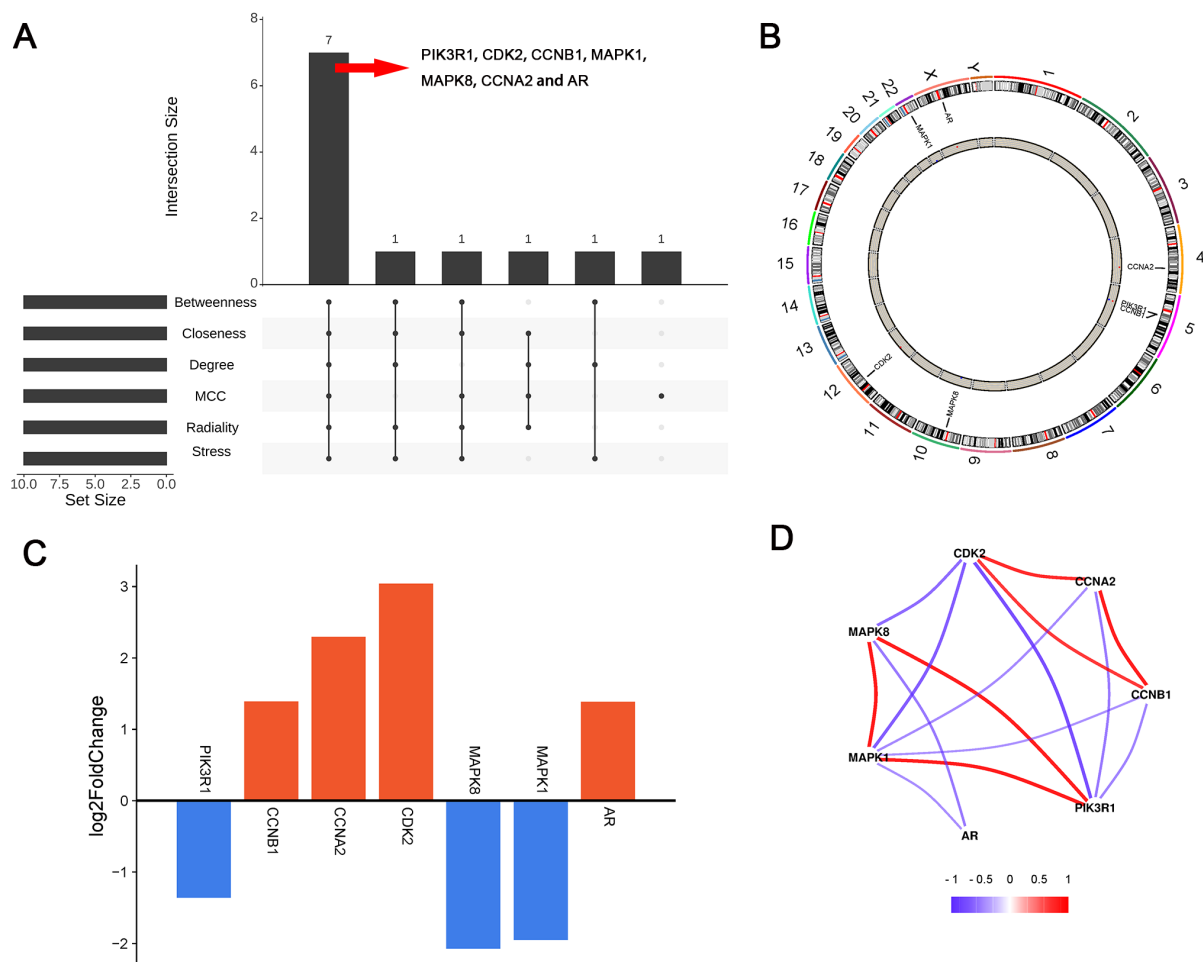 A
8
6
4
2
0
Intersection Size
7
1
1
1
1
1
PIK3R1, CDK2, CCNB1, MAPK1,
MAPK8, CCNA2 and AR
Betweenness
Closeness
Degree
MCC
Radiality
Stress
10.0 7.5 5.0 2.5 0.0
Set Size
B
1
2
3
4
5
6
7
8
9
10
11
12
13
14
15
16
17
18
19
20
21
22
X
Y
AR
MAPK1
CCNA2
PIK3R1
CCNB1
CDK2
MAPK8
C
log2FoldChange
3
2
1
0
−1
−2
PIK3R1
CCNB1
CCNA2
CDK2
MAPK8
MAPK1
AR
D
CDK2
CCNA2
MAPK8
CCNB1
MAPK1
PIK3R1
AR
- 1 - 0.5 0 0.5 1